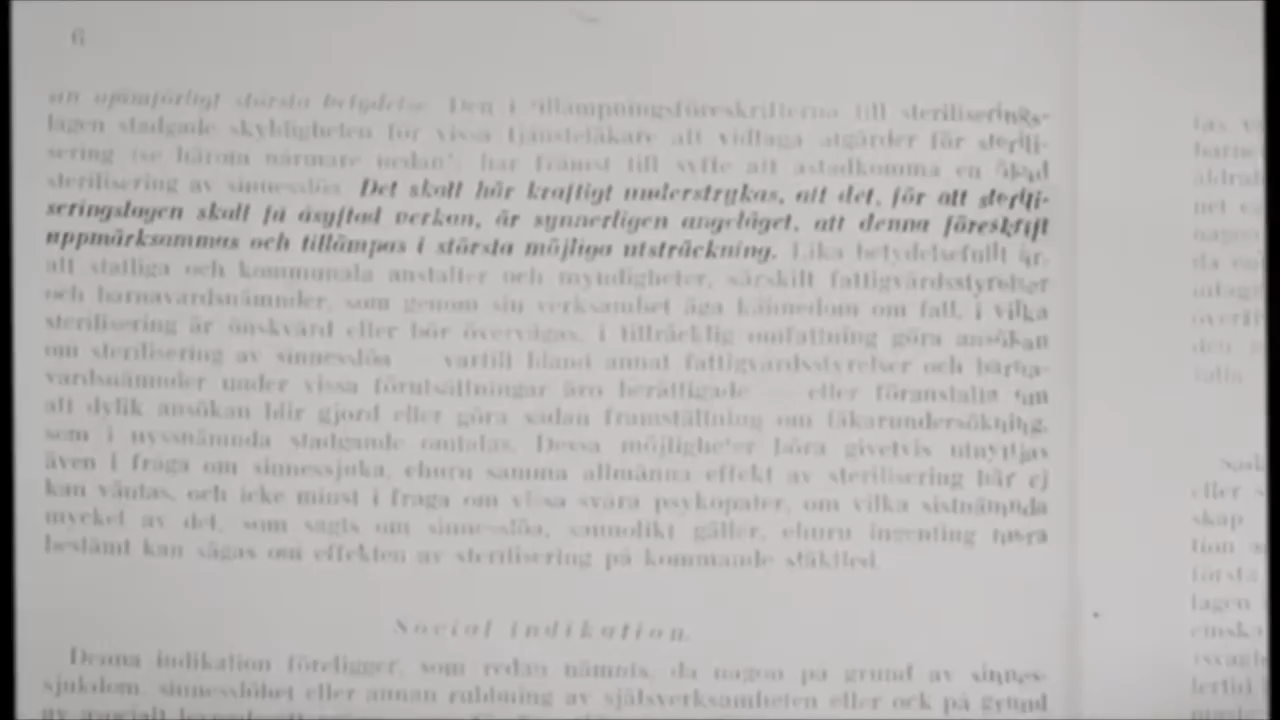 6
en ojämförligt största betydelse. Den i tillämpningsföreskrifterna till steriliserings-
lagen stadgade skyldigheten för vissa tjänsteläkare att vidtaga åtgärder för sterili-
sering (se härom närmare nedan), har främst till syfte att åstadkomma en ökad
sterilisering av sinnesslöa. Det skall här kraftigt understrykas, att det, för att sterili-
seringslagen skall få åsyftad verkan, är synnerligen angeläget, att denna föreskrift
uppmärksammas och tillämpas i största möjliga utsträckning. Lika betydelsefullt är,
att statliga och kommunala anstalter och myndigheter, särskilt fattigvårdsstyrelser
och barnavårdsnämnder, som genom sin verksamhet äga kännedom om fall, i vilka
sterilisering är önskvärd eller bör övervägas, i tillräcklig omfattning göra ansökan
om sterilisering av sinnesslöa — vartill bland annat fattigvårdsstyrelser och barna-
vårdsnämnder under vissa förutsättningar äro berättigade — eller föranstalta om
att dylik ansökan blir gjord eller göra sådan framställning om läkarundersökning,
som i nyssnämnda stadgande omtalas. Dessa möjligheter böra givetvis utnyttjas
även i fråga om sinnessjuka, ehuru samma allmänna effekt av sterilisering här ej
kan väntas, och icke minst i fråga om vissa svåra psykopater, om vilka sistnämnda
mycket av det, som sagts om sinnesslöa, sannolikt gäller, ehuru ingenting
bestämt kan sägas om effekten av sterilisering på kommande släktled.
Social indikation.
Denna indikation föreligger, som redan nämnts, då någon på grund av sinnes-
sjukdom, sinnesslöhet eller annan rubbning av själsverksamheten eller ock på grund
av asocialt
eller s
skap
första
lagen